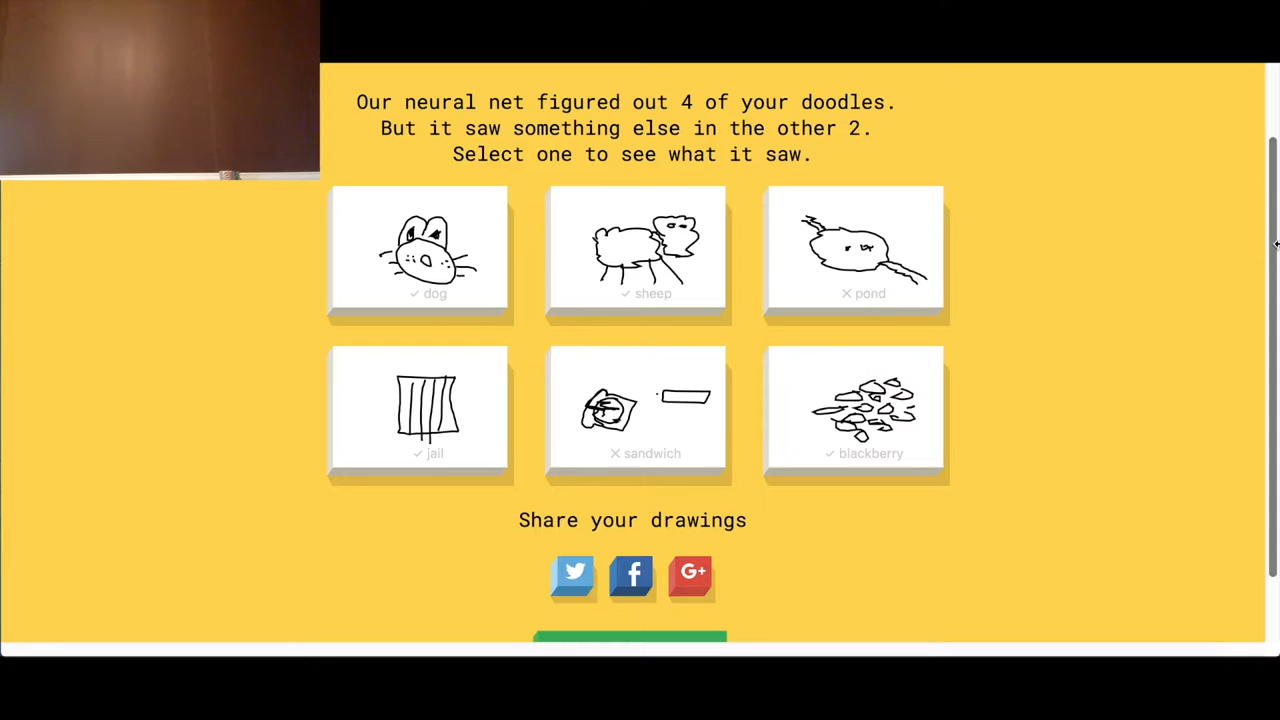 Our neural net figured out 4 of your doodles.
But it saw something else in the other 2.
Select one to see what it saw.
✓ dog
✓ sheep
✕ pond
✓ jail
✕ sandwich
✓ blackberry
Share your drawings
G+